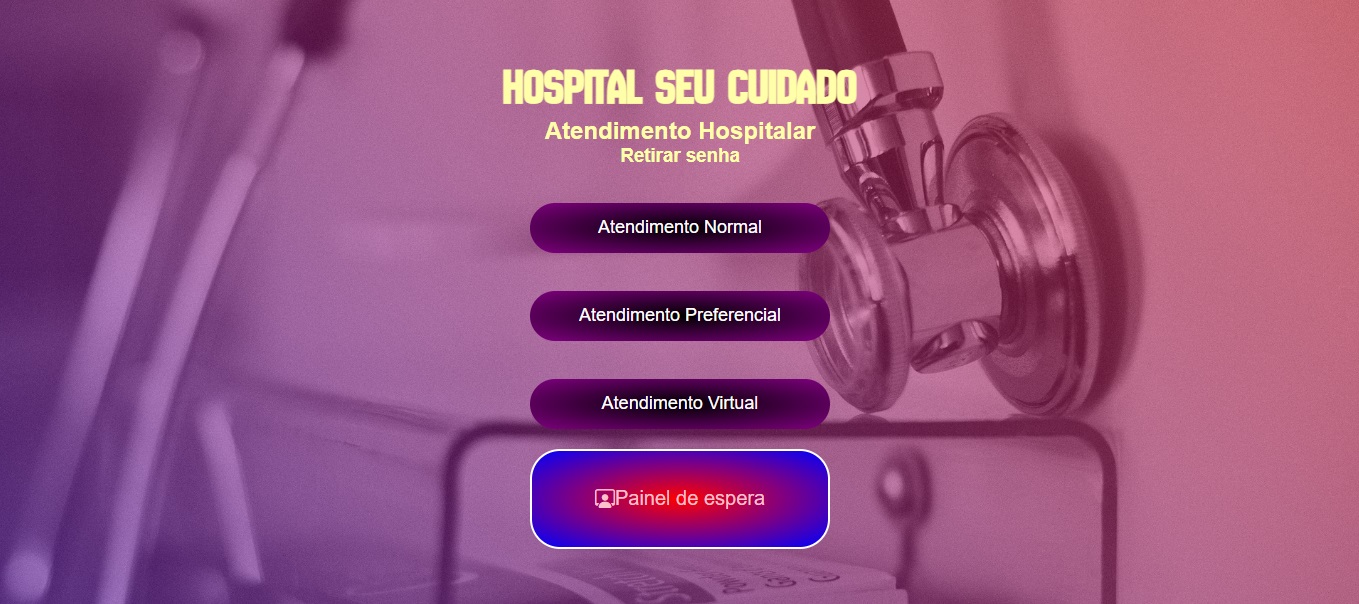 HOSPITAL SEU CUIDADO
Atendimento Hospitalar
Retirar senha
Atendimento Normal
Atendimento Preferencial
Atendimento Virtual
Painel de espera